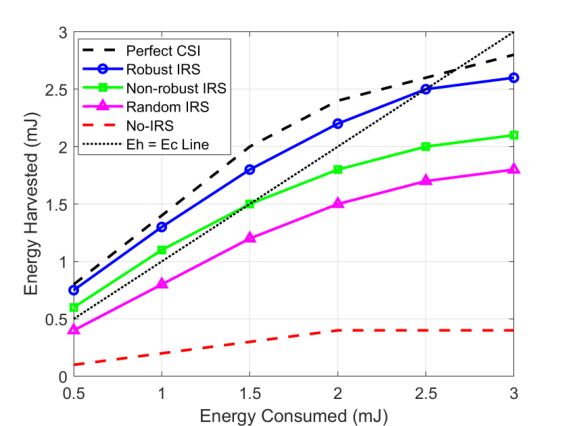 3
2.5
2
1.5
1
0.5
0
Energy Harvested (mJ)
Perfect CSI
Robust IRS
Non-robust IRS
Random IRS
No-IRS
Eh = Ec Line
0.5 1 1.5 2 2.5 3
Energy Consumed (mJ)